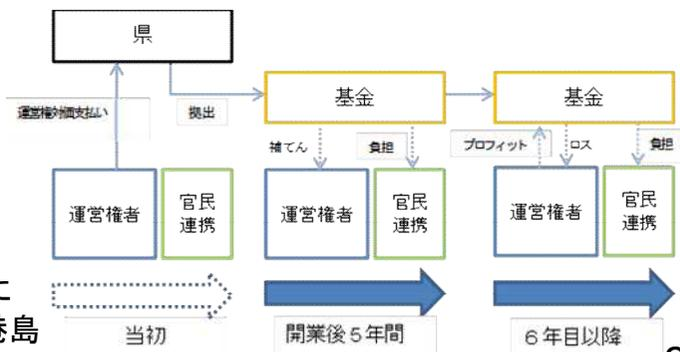 県
基金
基金
運営権対価支払い
拠出
補てん
負担
プロフィット
ロス
負担
運営権者
官民
連携
運営権者
官民
連携
運営権者
官民
連携
に
港島
当初
開業後5年間
6年目以降